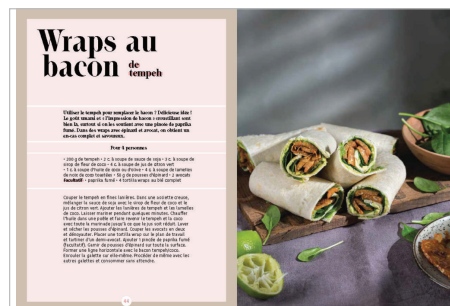 Wraps au
bacon de
tempeh
Utiliser le tempeh pour remplacer le bacon ? Délicieuse idée !
Le goût umami et « l'impression de bacon » croustillant sont
bien là, surtout si on les soutient avec une pincée de paprika
fumé. Dans des wraps avec épinard et avocat, on obtient un
en-cas complet et savoureux.
Pour 4 personnes
• 200 g de tempeh • 2 c. à soupe de sauce de soja • 2 c. à soupe de
sirop de fleur de coco • 4 c. à soupe de jus de citron vert
• 1 c. à soupe d'huile de coco ou d'olive • 4 c. à soupe de lamelles
de noix de coco toastées • 50 g de pousses d'épinard • 2 avocats
Facultatif : • paprika fumé • 4 tortilla wraps au blé complet
Couper le tempeh en fines lanières. Dans une assiette creuse,
mélanger la sauce de soja avec le sirop de fleur de coco et le
jus de citron vert. Ajouter les lanières de tempeh et les lamelles
de coco. Laisser mariner pendant quelques minutes. Chauffer
l'huile dans une poêle et faire revenir le tempeh et la coco
avec toute la marinade jusqu'à ce que le jus soit réduit. Laver
et sécher les pousses d'épinard. Couper les avocats en deux
et dénoyauter. Placer une tortilla wrap sur le plan de travail
et tartiner d'un demi-avocat. Ajouter 1 pincée de paprika fumé
(facultatif). Garnir de pousses d'épinard sur toute la surface.
Former une ligne horizontale avec le bacon tempeh/coco.
Enrouler la galette sur elle-même. Procéder de même avec les
autres galettes et consommer sans attendre.